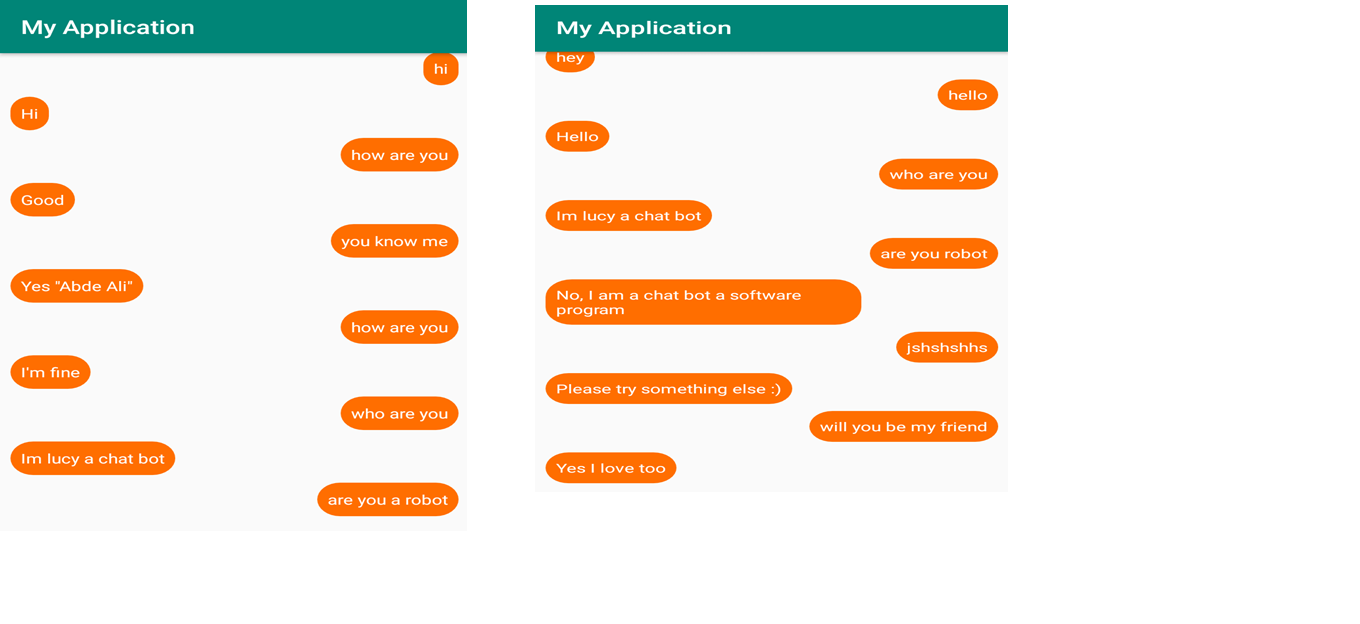 My Application
hi
Hi
how are you
Good
you know me
Yes "Abde Ali"
how are you
I'm fine
who are you
Im lucy a chat bot
are you a robot
My Application
hey
hello
Hello
who are you
Im lucy a chat bot
are you robot
No, I am a chat bot a software
program
jshshshhs
Please try something else :)
will you be my friend
Yes I love too